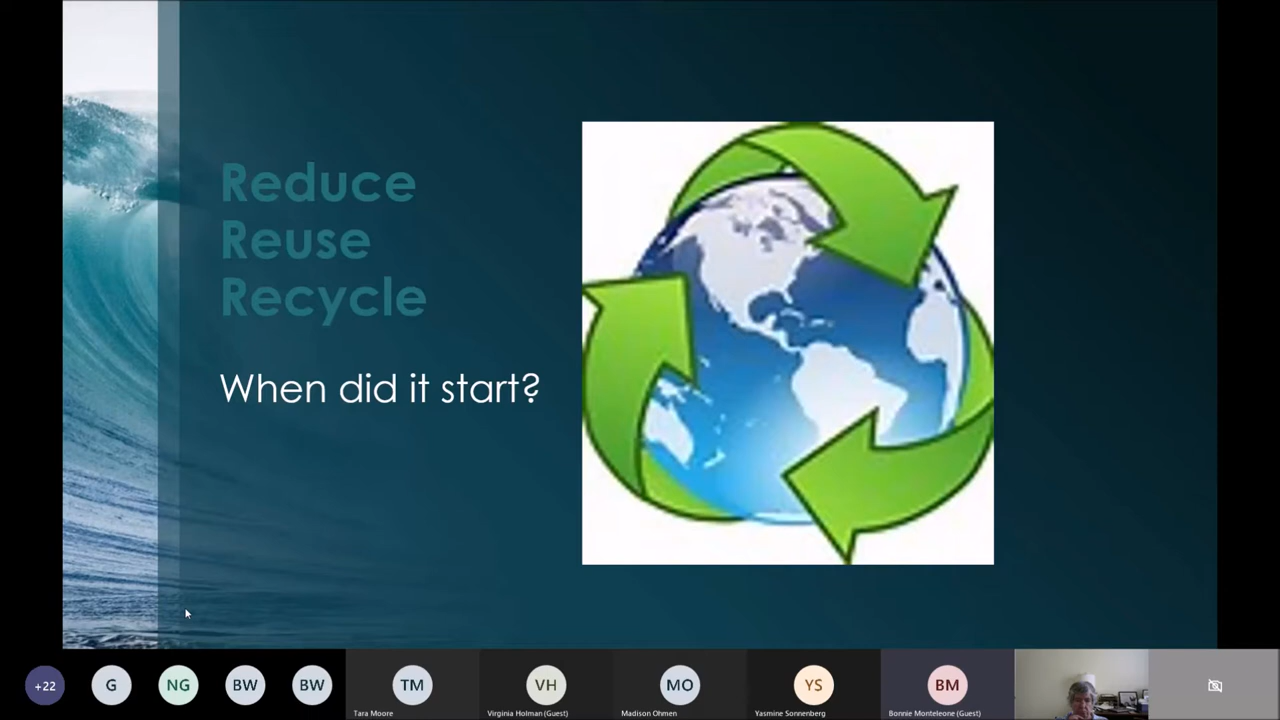 Reduce
Reuse
Recycle
When did it start?
+22
G
NG
BW
BW
TM
VH
MO
YS
BM
Tara Moore
Virginia Holman (Guest)
Madison Ohmen
Yasmine Sonnenberg
Bonnie Monteleone (Guest)